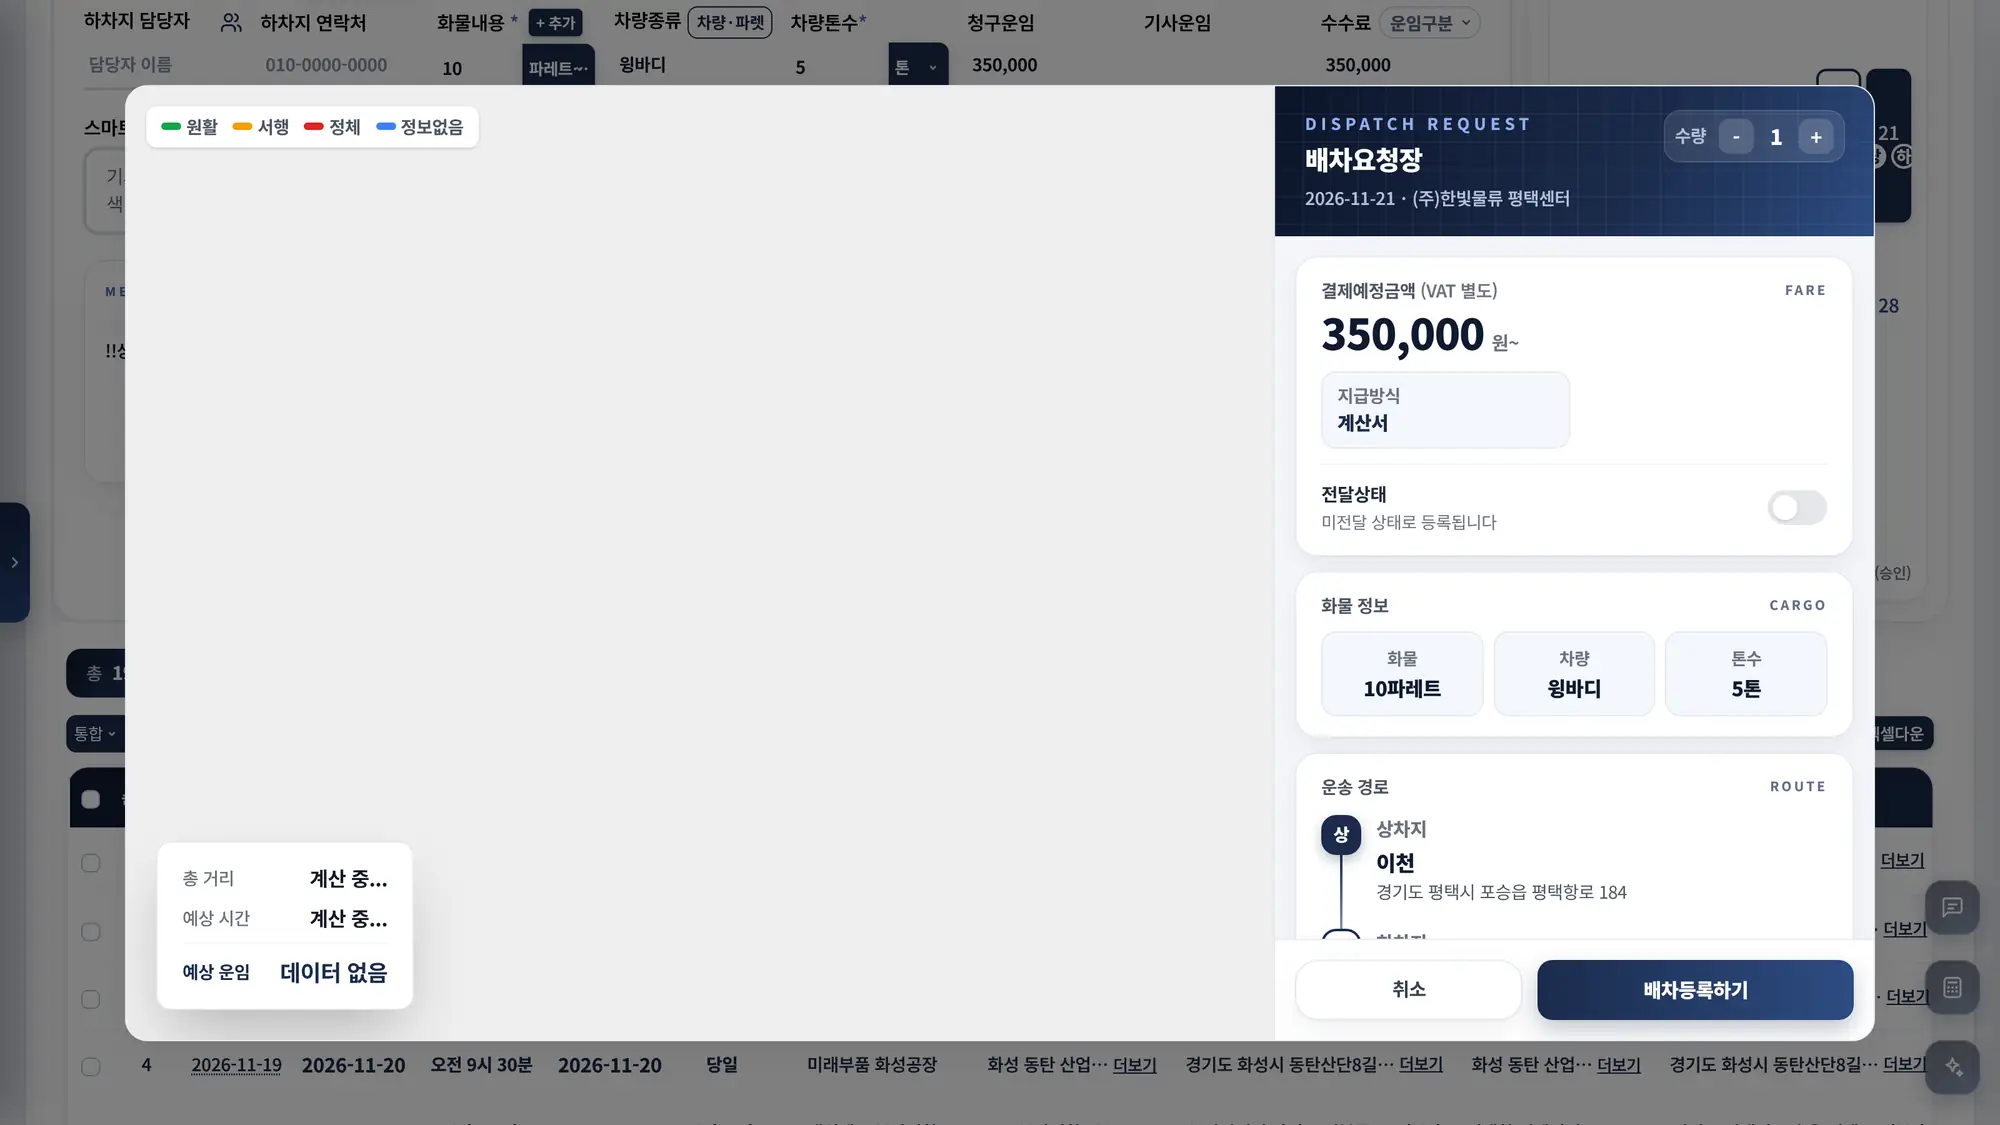 하차지 담당자 하차지 연락처 화물내용 * + 추가 차량종류 차량·파렛 차량톤수* 청구운임 기사운임 수수료 운임구분
담당자 이름 010-0000-0000 10 파레트~ 윙바디 5 톤 350,000 350,000
스마트
기
색
!!상
총 19
통합
21
하
28
(승인)
엑셀다운
더보기
더보기
더보기
원활 서행 정체 정보없음
총 거리 계산 중...
예상 시간 계산 중...
예상 운임 데이터 없음
DISPATCH REQUEST
배차요청장
2026-11-21 · (주)한빛물류 평택센터
수량 - 1 +
결제예정금액 (VAT 별도) FARE
350,000 원~
지급방식
계산서
전달상태
미전달 상태로 등록됩니다
화물 정보 CARGO
화물 차량 톤수
10파레트 윙바디 5톤
운송 경로 ROUTE
상 상차지
이천
경기도 평택시 포승읍 평택항로 184
취소 배차등록하기
4 2026-11-19 2026-11-20 오전 9시 30분 2026-11-20 당일 미래부품 화성공장 화성 동탄 산업… 더보기 경기도 화성시 동탄산단8길… 더보기 화성 동탄 산업… 더보기 경기도 화성시 동탄산단8길… 더보기